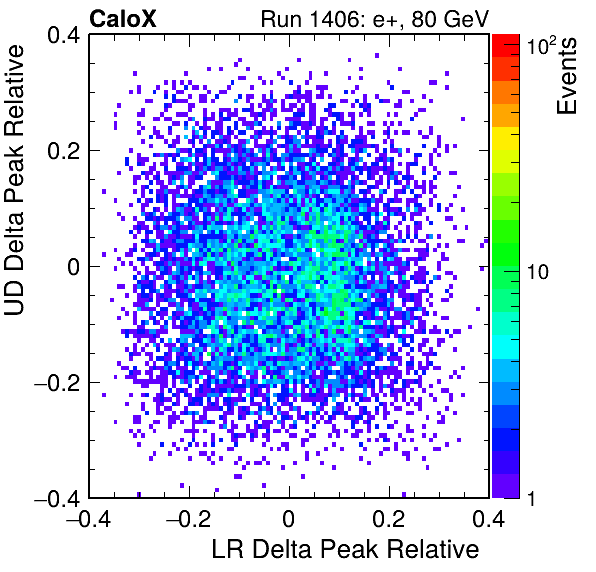 CaloX Run 1406: e+, 80 GeV
UD Delta Peak Relative
0.4
0.2
0
−0.2
−0.4
−0.4 −0.2 0 0.2 0.4
LR Delta Peak Relative
10²
10
1
Events